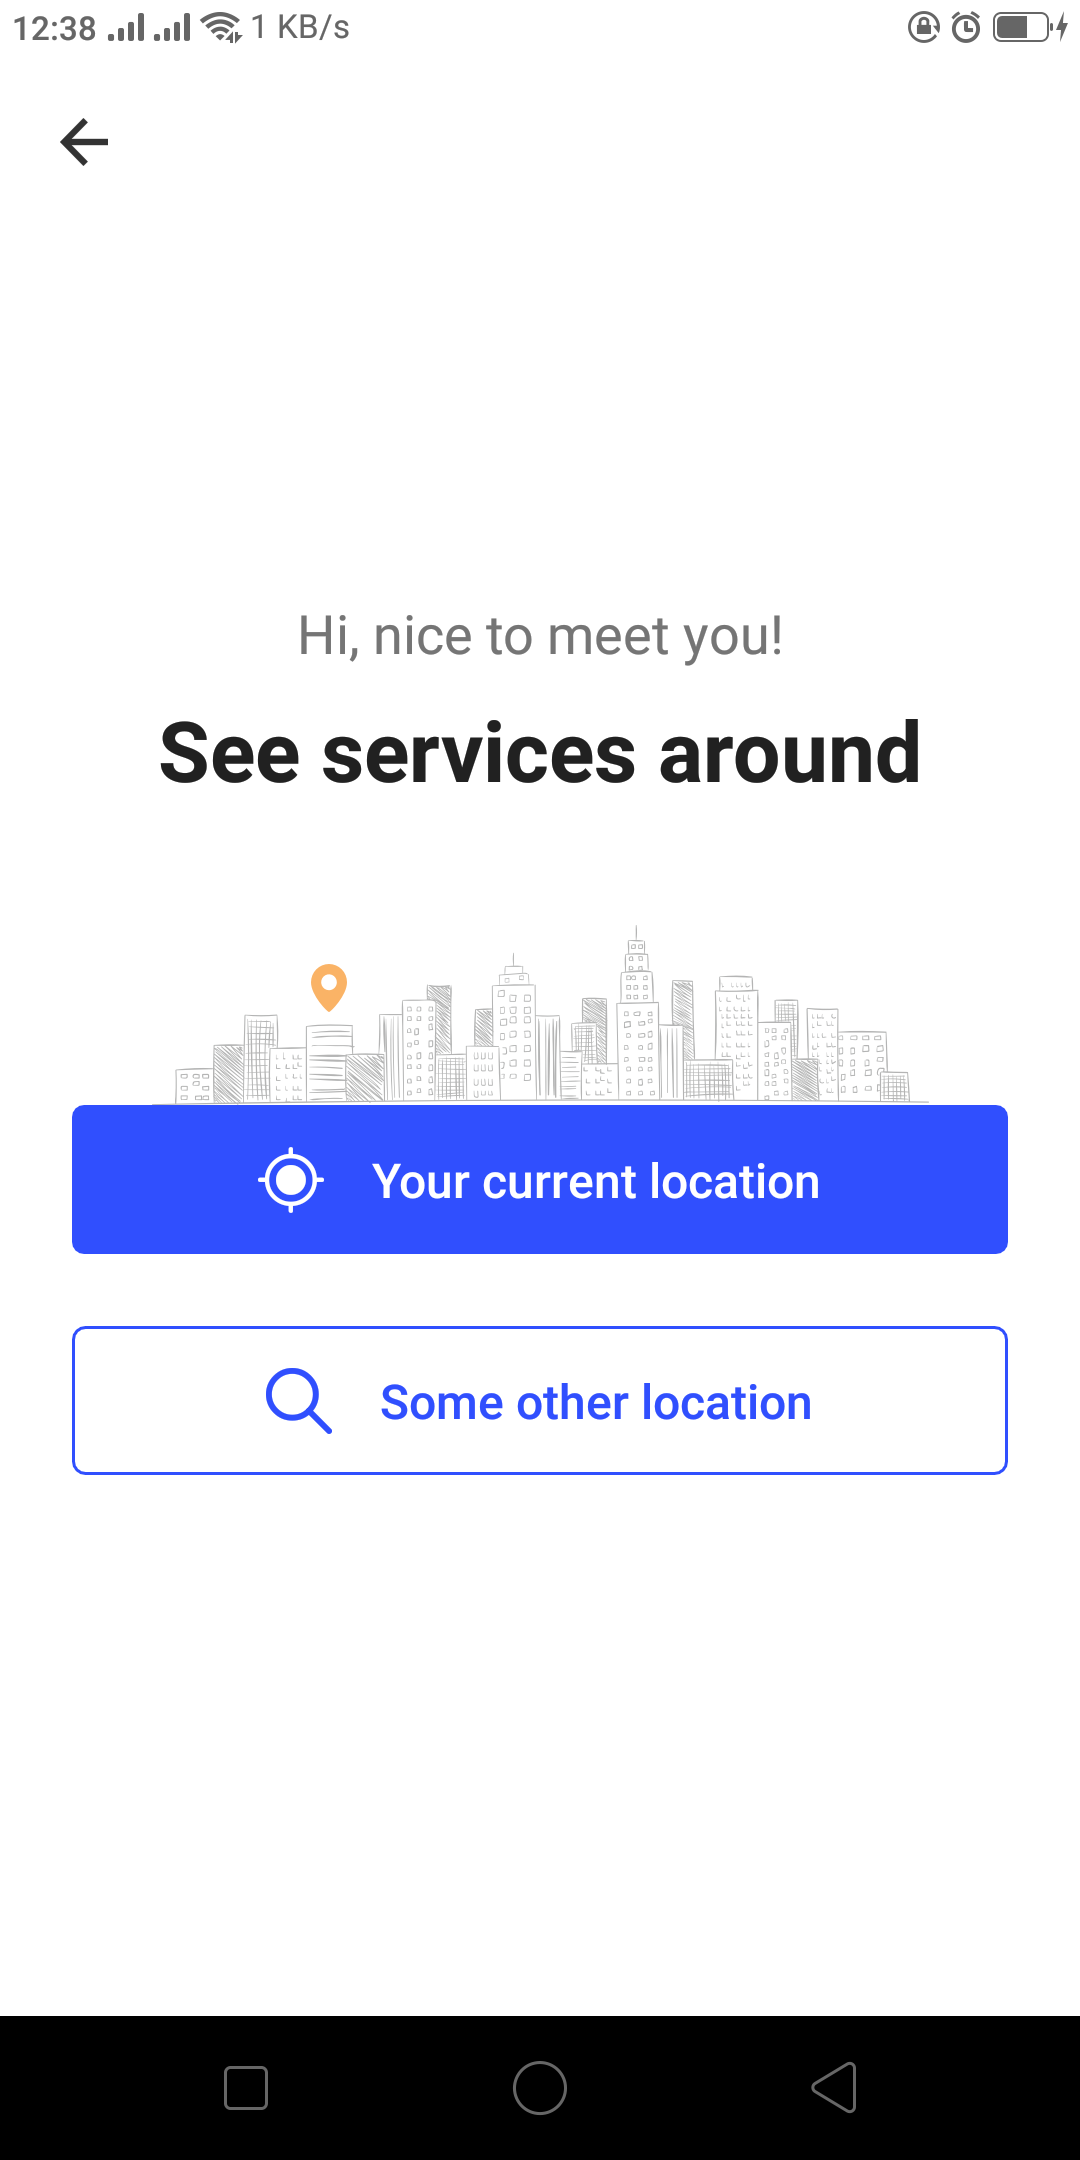 12:38 1 KB/s
Hi, nice to meet you!
See services around
Your current location
Some other location